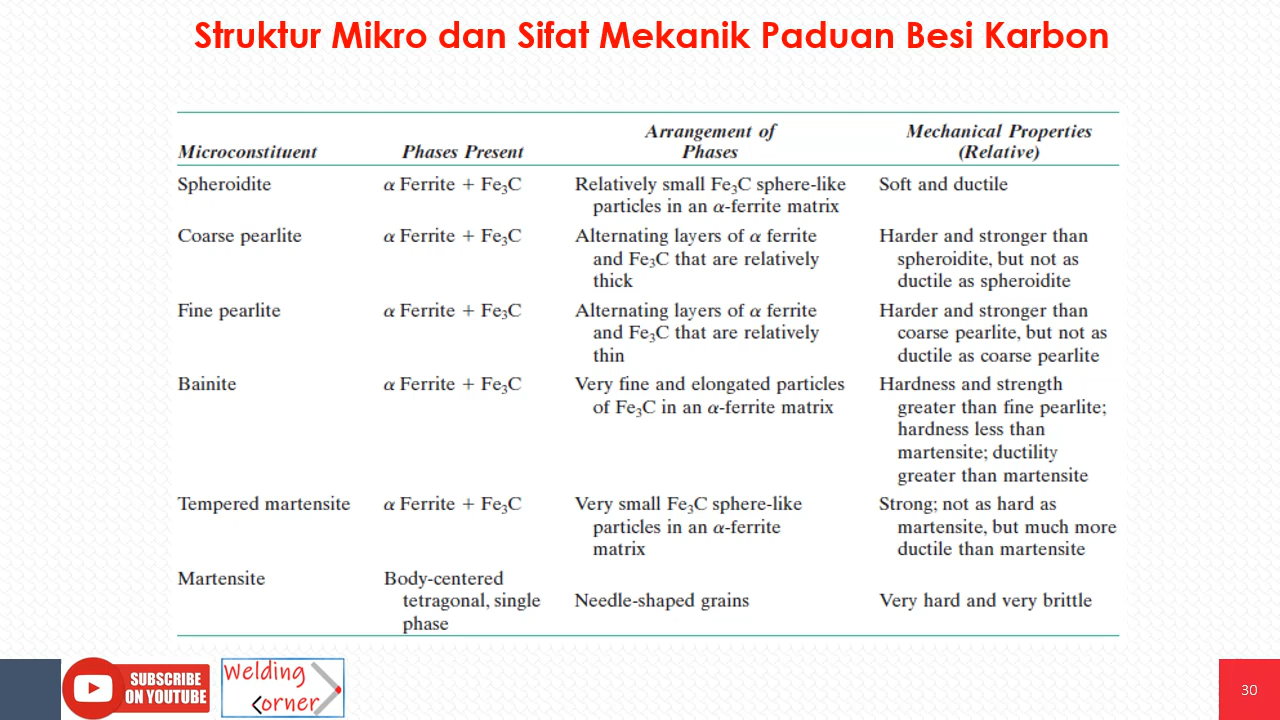 Struktur Mikro dan Sifat Mekanik Paduan Besi Karbon
Microconstituent
Phases Present
Arrangement of
Phases
Mechanical Properties
(Relative)
Spheroidite
α Ferrite + Fe₃C
Relatively small Fe₃C sphere-like
particles in an α-ferrite matrix
Soft and ductile
Coarse pearlite
α Ferrite + Fe₃C
Alternating layers of α ferrite
and Fe₃C that are relatively
thick
Harder and stronger than
spheroidite, but not as
ductile as spheroidite
Fine pearlite
α Ferrite + Fe₃C
Alternating layers of α ferrite
and Fe₃C that are relatively
thin
Harder and stronger than
coarse pearlite, but not as
ductile as coarse pearlite
Bainite
α Ferrite + Fe₃C
Very fine and elongated particles
of Fe₃C in an α-ferrite matrix
Hardness and strength
greater than fine pearlite;
hardness less than
martensite; ductility
greater than martensite
Tempered martensite
α Ferrite + Fe₃C
Very small Fe₃C sphere-like
particles in an α-ferrite
matrix
Strong; not as hard as
martensite, but much more
ductile than martensite
Martensite
Body-centered
tetragonal, single
phase
Needle-shaped grains
Very hard and very brittle
SUBSCRIBE
ON YOUTUBE
Welding
Corner
30